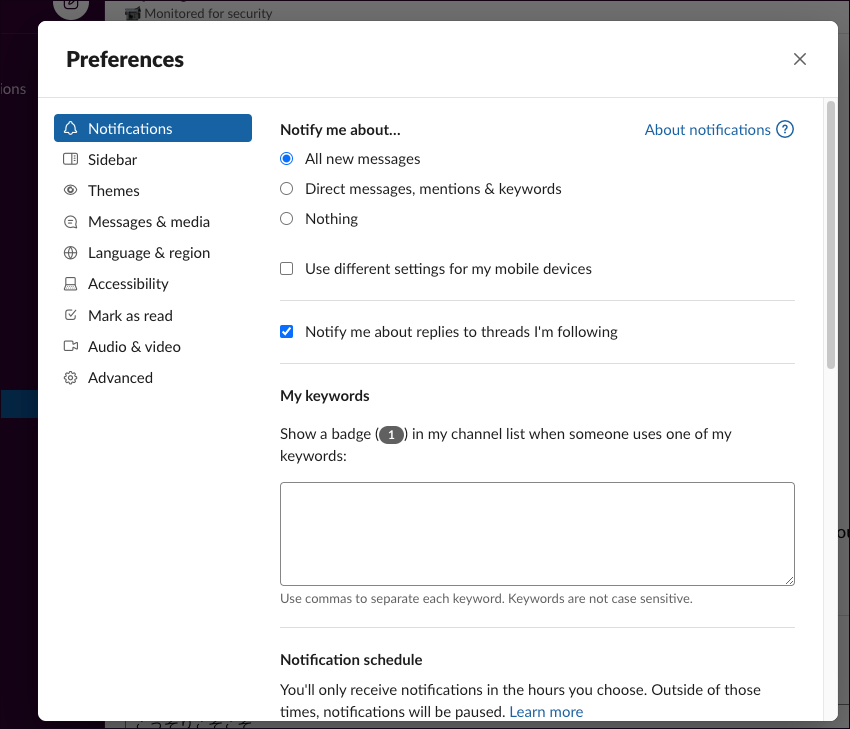 Monitored for security
Preferences
ions
Notifications
Sidebar
Themes
Messages & media
Language & region
Accessibility
Mark as read
Audio & video
Advanced
Notify me about...
About notifications ?
All new messages
Direct messages, mentions & keywords
Nothing
Use different settings for my mobile devices
Notify me about replies to threads I'm following
My keywords
Show a badge (1) in my channel list when someone uses one of my
keywords:
Use commas to separate each keyword. Keywords are not case sensitive.
Notification schedule
You'll only receive notifications in the hours you choose. Outside of those
times, notifications will be paused. Learn more